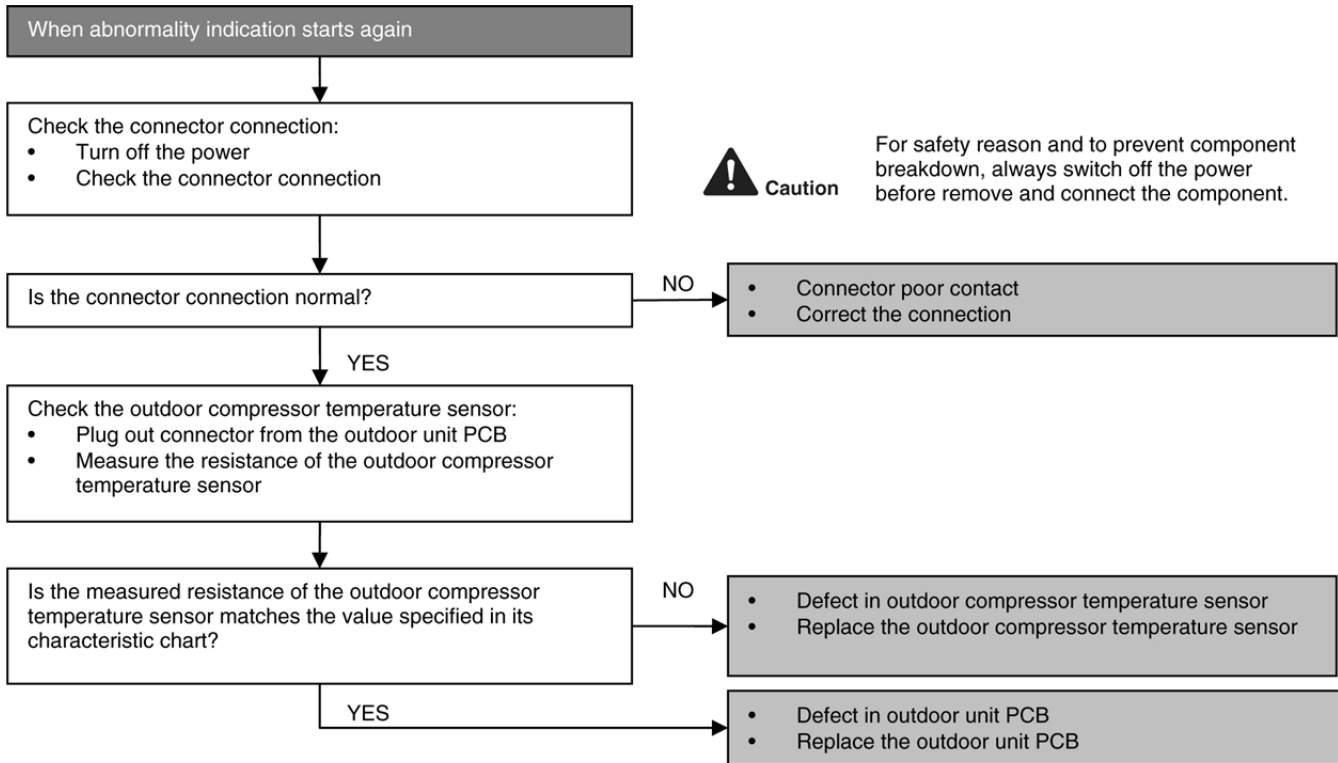 When abnormality indication starts again
Check the connector connection:
• Turn off the power
• Check the connector connection
Caution
For safety reason and to prevent component
breakdown, always switch off the power
before remove and connect the component.
Is the connector connection normal?
NO
• Connector poor contact
• Correct the connection
YES
Check the outdoor compressor temperature sensor:
• Plug out connector from the outdoor unit PCB
• Measure the resistance of the outdoor compressor
temperature sensor
Is the measured resistance of the outdoor compressor
temperature sensor matches the value specified in its
characteristic chart?
NO
• Defect in outdoor compressor temperature sensor
• Replace the outdoor compressor temperature sensor
YES
• Defect in outdoor unit PCB
• Replace the outdoor unit PCB